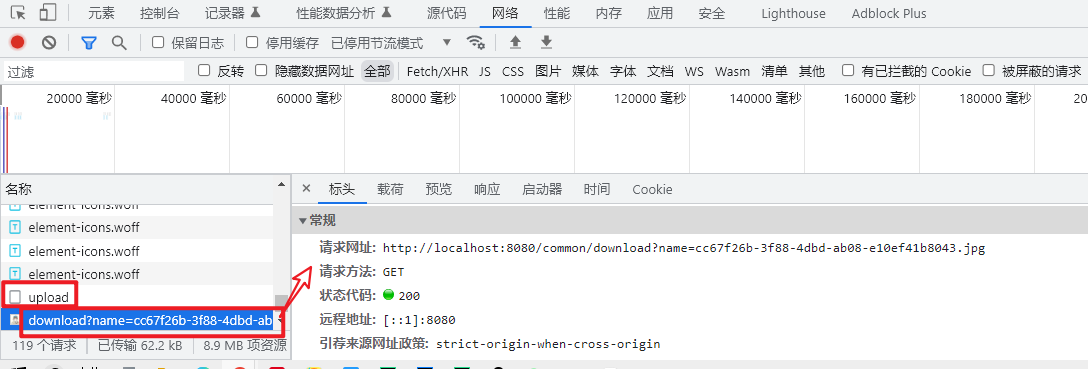 元素 控制台 记录器 性能数据分析 源代码 网络 性能 内存 应用 安全 Lighthouse Adblock Plus
保留日志 停用缓存 已停用节流模式
过滤 反转 隐藏数据网址 全部 Fetch/XHR JS CSS 图片 媒体 字体 文档 WS Wasm 清单 其他 有已拦截的 Cookie 被屏蔽的请求
20000 毫秒 40000 毫秒 60000 毫秒 80000 毫秒 100000 毫秒 120000 毫秒 140000 毫秒 160000 毫秒 180000 毫秒 20
名称
element-icons.woff
element-icons.woff
element-icons.woff
element-icons.woff
upload
download?name=cc67f26b-3f88-4dbd-ab
119 个请求 已传输 62.2 kB 8.9 MB 项资源
× 标头 载荷 预览 响应 启动器 时间 Cookie
常规
请求网址: http://localhost:8080/common/download?name=cc67f26b-3f88-4dbd-ab08-e10ef41b8043.jpg
请求方法: GET
状态代码: 200
远程地址: [::1]:8080
引荐来源网址政策: strict-origin-when-cross-origin